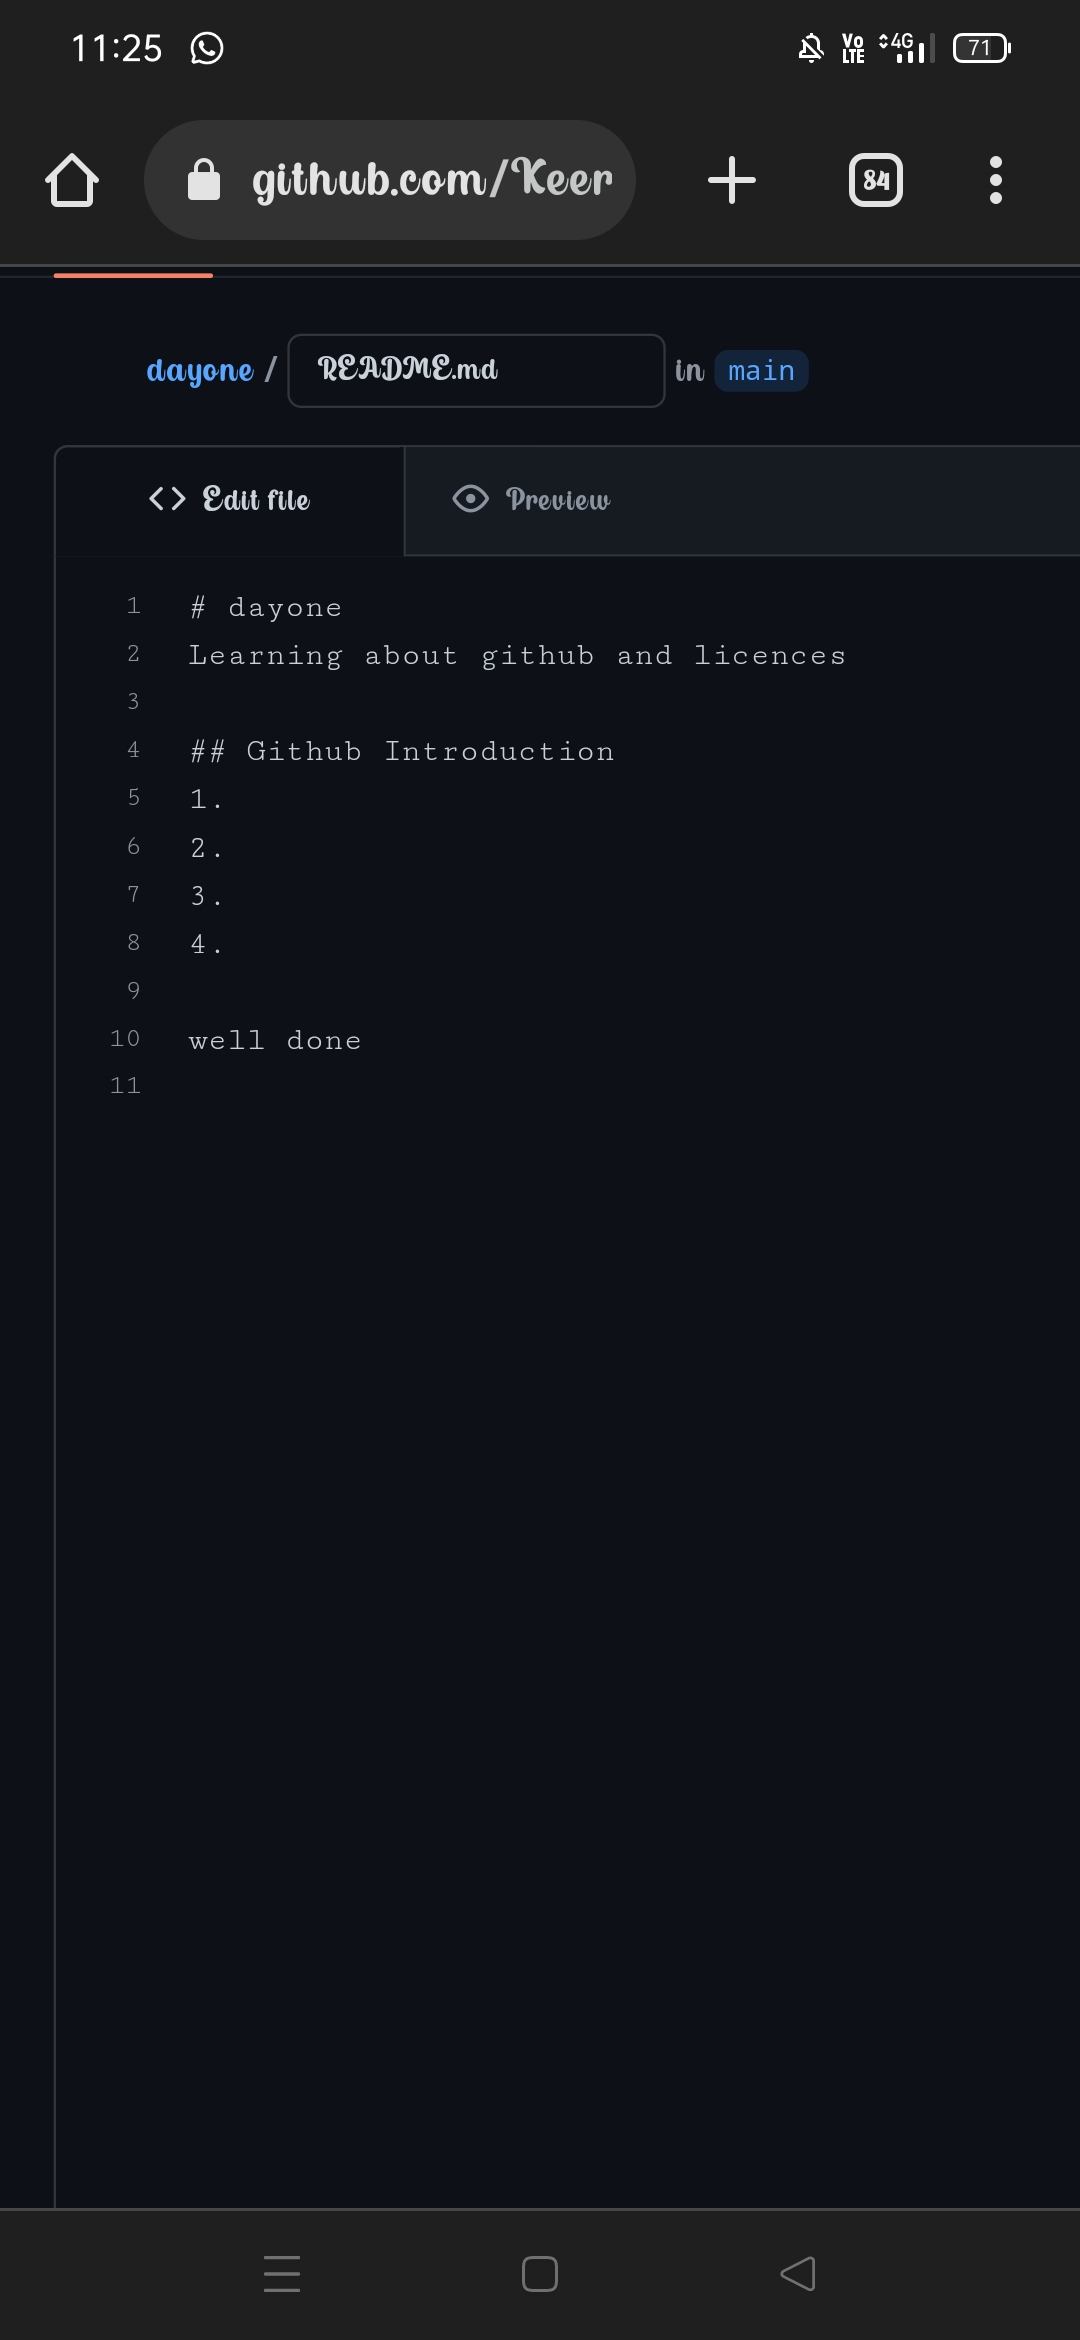 11:25 Vo LTE 4G 71
github.com/Keer 84
dayone / README.md in main
Edit file Preview
1 # dayone
2 Learning about github and licences
3
4 ## Github Introduction
5 1.
6 2.
7 3.
8 4.
9
10 well done
11